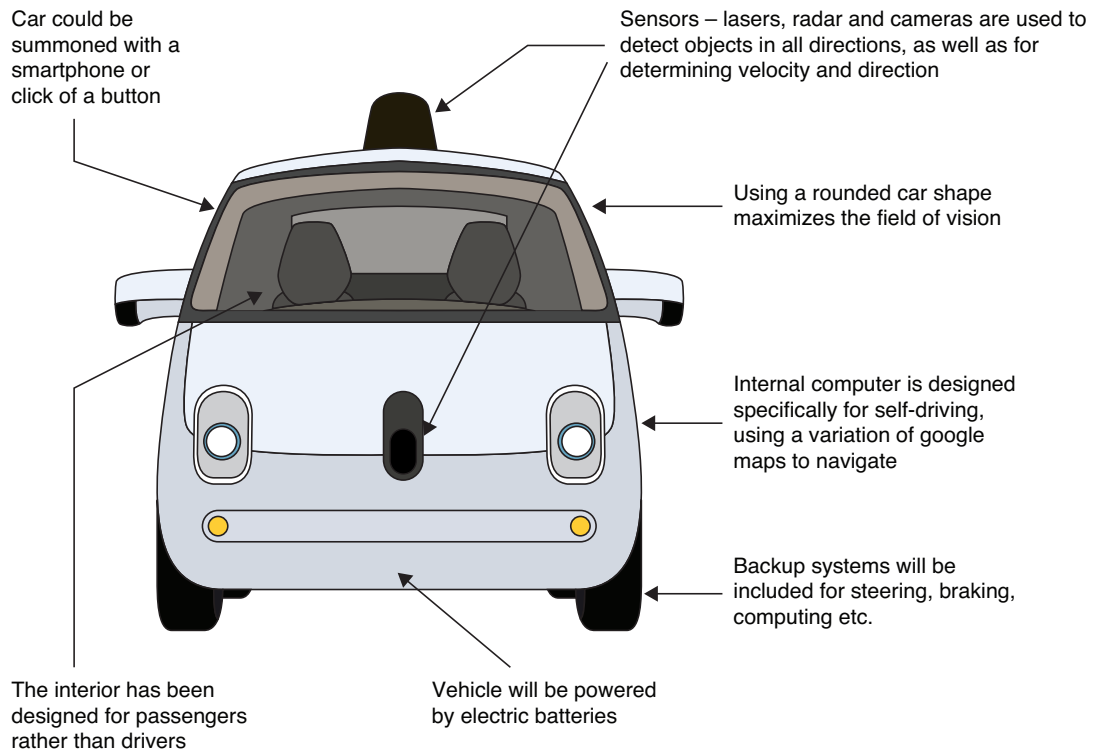 Car could be
summoned with a
smartphone or
click of a button
Sensors – lasers, radar and cameras are used to
detect objects in all directions, as well as for
determining velocity and direction
Using a rounded car shape
maximizes the field of vision
Internal computer is designed
specifically for self-driving,
using a variation of google
maps to navigate
Backup systems will be
included for steering, braking,
computing etc.
The interior has been
designed for passengers
rather than drivers
Vehicle will be powered
by electric batteries